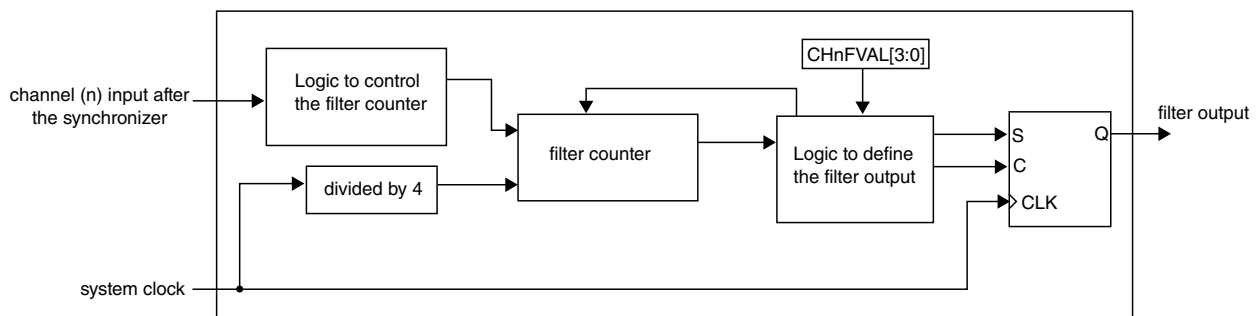 CHnFVAL[3:0]
Logic to control
the filter counter
channel (n) input after
the synchronizer
filter counter
Logic to define
the filter output
S
C
CLK
Q
filter output
divided by 4
system clock